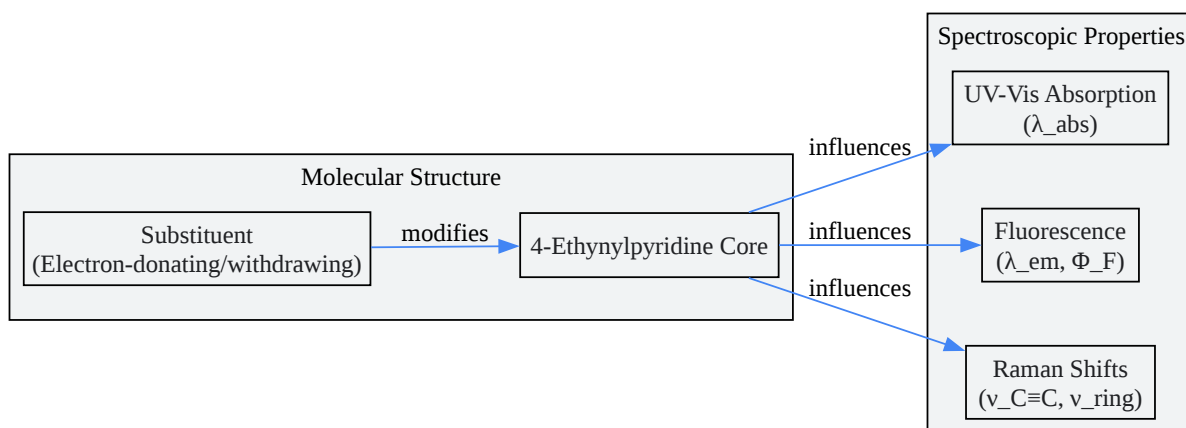 Molecular Structure
Substituent
(Electron-donating/withdrawing)
modifies
4-Ethynylpyridine Core
influences
influences
influences
Spectroscopic Properties
UV-Vis Absorption
(λ_abs)
Fluorescence
(λ_em, Φ_F)
Raman Shifts
(ν_C≡C, ν_ring)